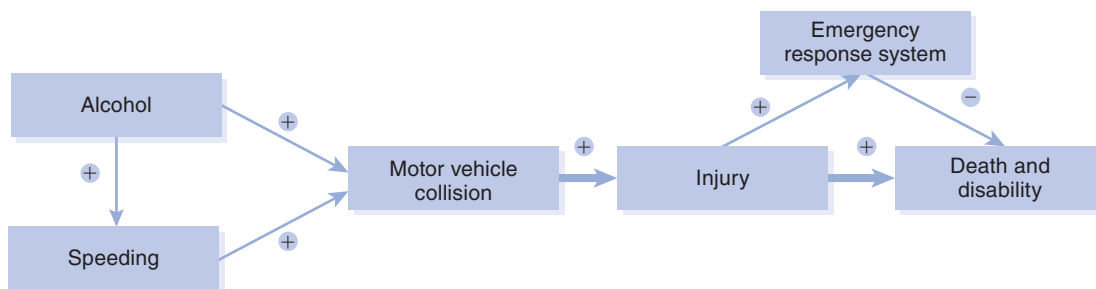 Emergency
response system
Alcohol
+
−
+
+
+
+
Motor vehicle
collision
Injury
Death and
disability
+
+
Speeding